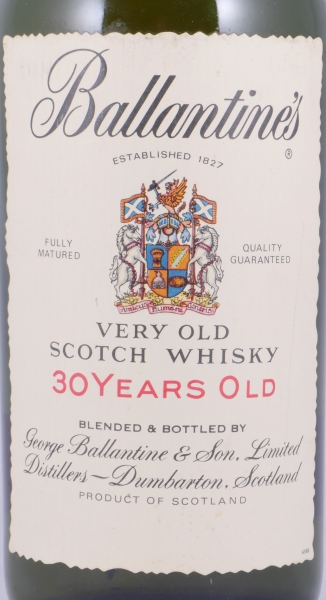 Ballantine's
®
ESTABLISHED 1827
FULLY
MATURED
QUALITY
GUARANTEED
VERY OLD
SCOTCH WHISKY
30 YEARS OLD
BLENDED & BOTTLED BY
George Ballantine & Son, Limited
Distillers – Dumbarton, Scotland
PRODUCT OF SCOTLAND